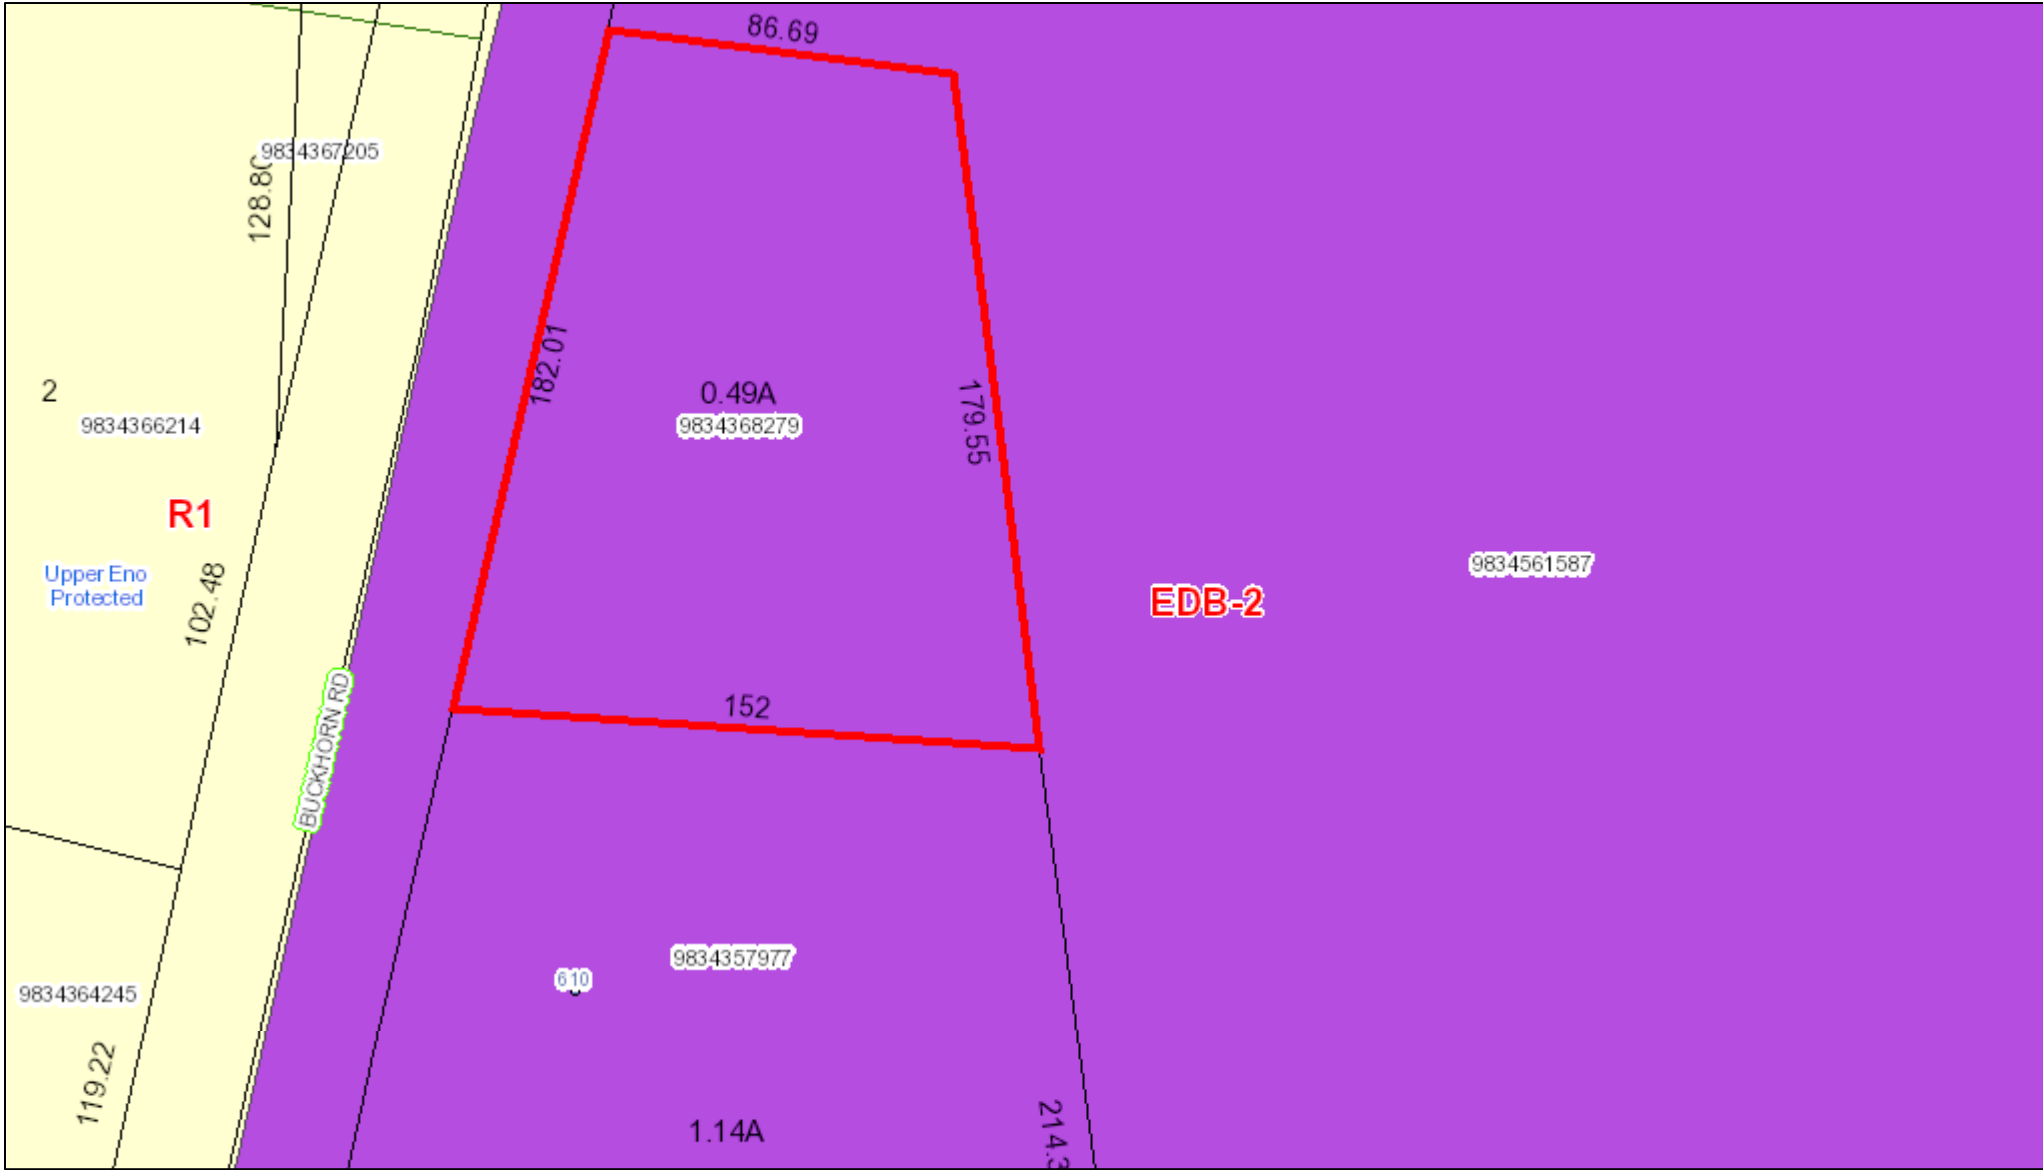 86.69
9834367205
128.80
182.01
2
0.49A
9834366214
9834368279
179.55
R1
9834561587
Upper Eno
Protected
EDB-2
102.48
152
BUCKHORN RD
9834357977
610
9834364245
119.22
1.14A
214.3